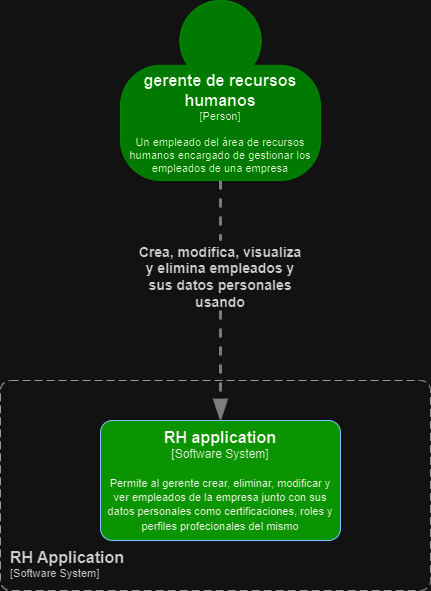 gerente de recursos
humanos
[Person]
Un empleado del área de recursos
humanos encargado de gestionar los
empleados de una empresa
Crea, modifica, visualiza
y elimina empleados y
sus datos personales
usando
RH application
[Software System]
Permite al gerente crear, eliminar, modificar y
ver empleados de la empresa junto con sus
datos personales como certificaciones, roles y
perfiles profecionales del mismo
RH Application
[Software System]